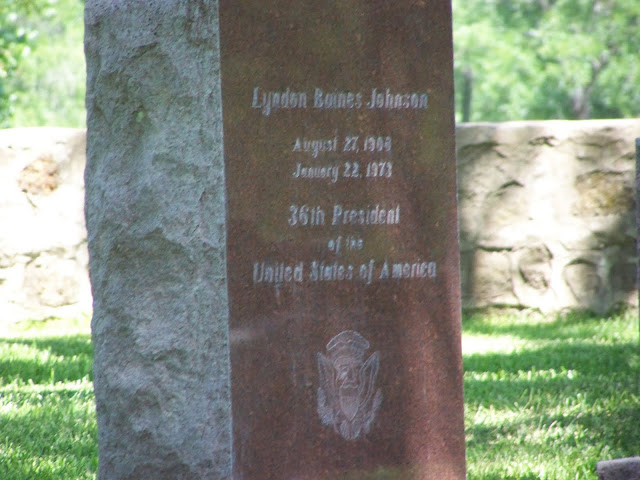 Lyndon Baines Johnson
August 27, 1908
January 22, 1973
36th President
of the
United States of America